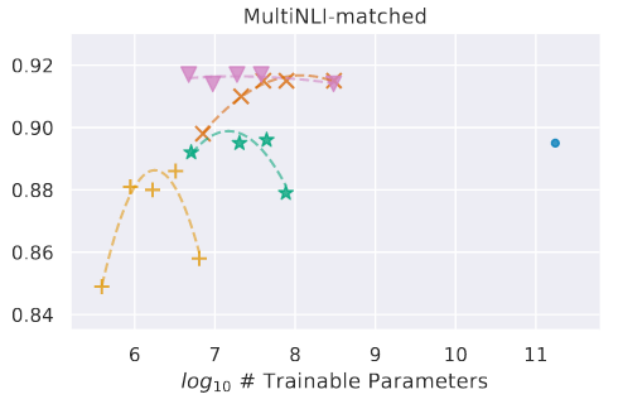 MultiNLI-matched
0.92
0.90
0.88
0.86
0.84
6 7 8 9 10 11
log₁₀ # Trainable Parameters